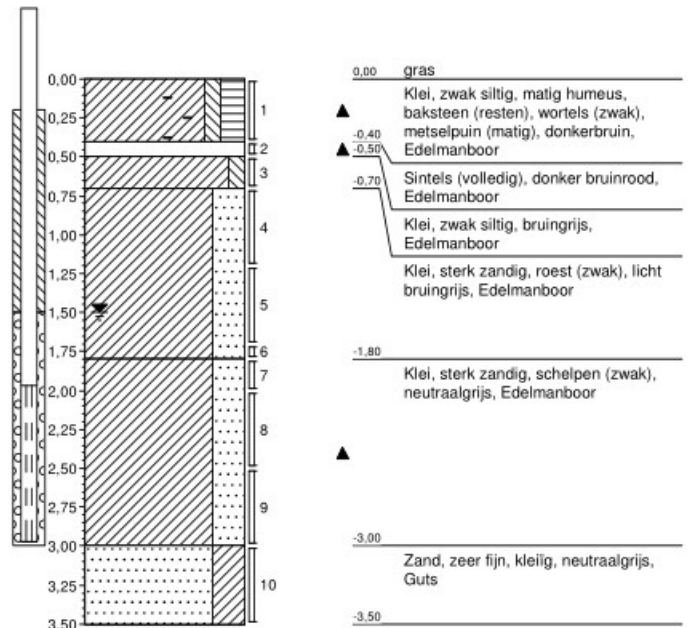 0,00
0,25
0,50
0,75
1,00
1,25
1,50
1,75
2,00
2,25
2,50
2,75
3,00
3,25
3,50
1
2
3
4
5
6
7
8
9
10
0,00 gras
Klei, zwak siltig, matig humeus,
baksteen (resten), wortels (zwak),
metselpuin (matig), donkerbruin,
Edelmanboor
-0,40
Sintels (volledig), donker bruinrood,
Edelmanboor
-0,50
Klei, zwak siltig, bruingrijs,
Edelmanboor
-0,70
Klei, sterk zandig, roest (zwak), licht
bruingrijs, Edelmanboor
-1,80
Klei, sterk zandig, schelpen (zwak),
neutraalgrijs, Edelmanboor
-3,00
Zand, zeer fijn, kleiïg, neutraalgrijs,
Guts
-3,50